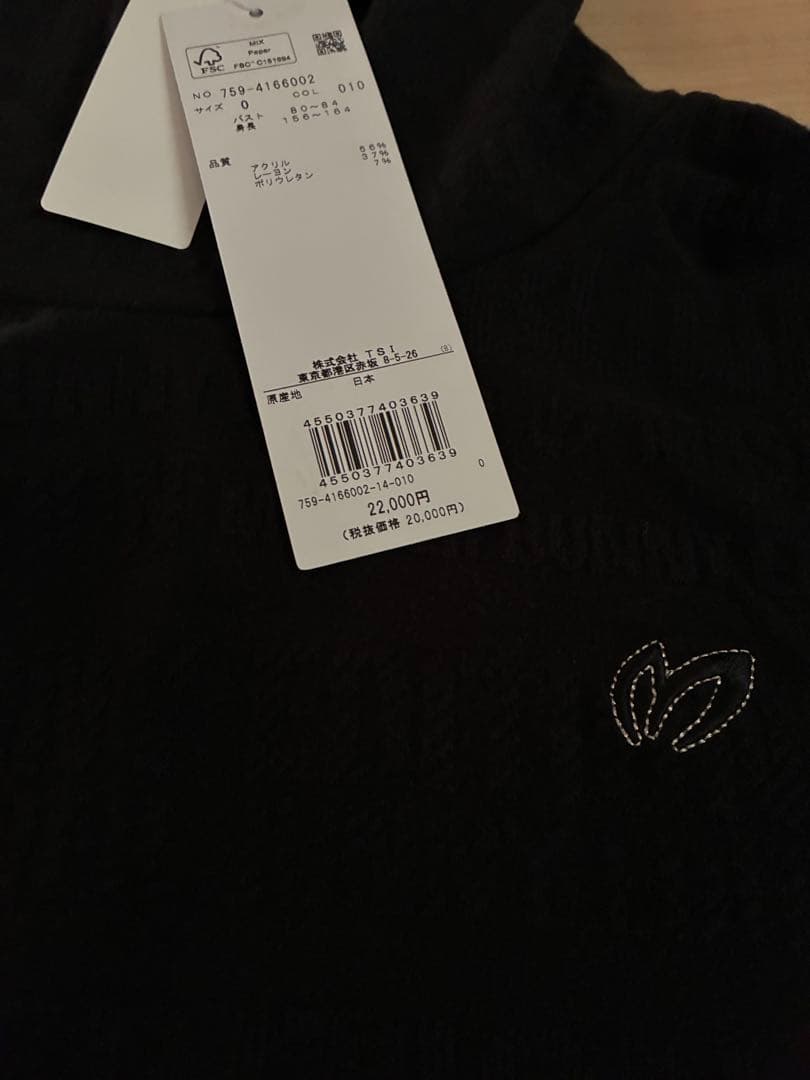 MIX
Paper
FSC FSC™ C151694
NO 759-4166002 COL 010
サイズ 0
バスト 80〜84
身長 156〜164
品質 アクリル 56%
レーヨン 37%
ポリウレタン 7%
株式会社 TSI
東京都港区赤坂 8-5-26 (8)
原産地 日本
4550377403639
4550377403639
759-4166002-14-010 0
22,000円
(税抜価格 20,000円)